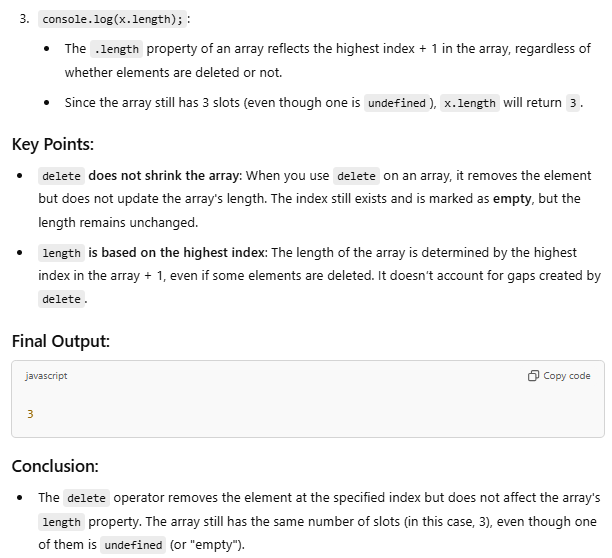 3. console.log(x.length); :
• The .length property of an array reflects the highest index + 1 in the array, regardless of
whether elements are deleted or not.
• Since the array still has 3 slots (even though one is undefined ), x.length will return 3 .
Key Points:
• delete does not shrink the array: When you use delete on an array, it removes the element
but does not update the array's length. The index still exists and is marked as empty, but the
length remains unchanged.
• length is based on the highest index: The length of the array is determined by the highest
index in the array + 1, even if some elements are deleted. It doesn't account for gaps created by
delete .
Final Output:
javascript Copy code
3
Conclusion:
• The delete operator removes the element at the specified index but does not affect the array's
length property. The array still has the same number of slots (in this case, 3), even though one
of them is undefined (or "empty").